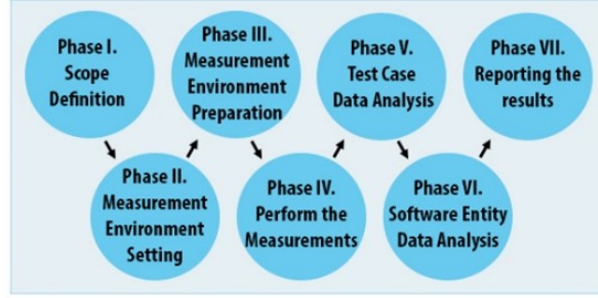 Phase I.
Scope
Definition
Phase II.
Measurement
Environment
Setting
Phase III.
Measurement
Environment
Preparation
Phase IV.
Perform the
Measurements
Phase V.
Test Case
Data Analysis
Phase VI.
Software Entity
Data Analysis
Phase VII.
Reporting the
results